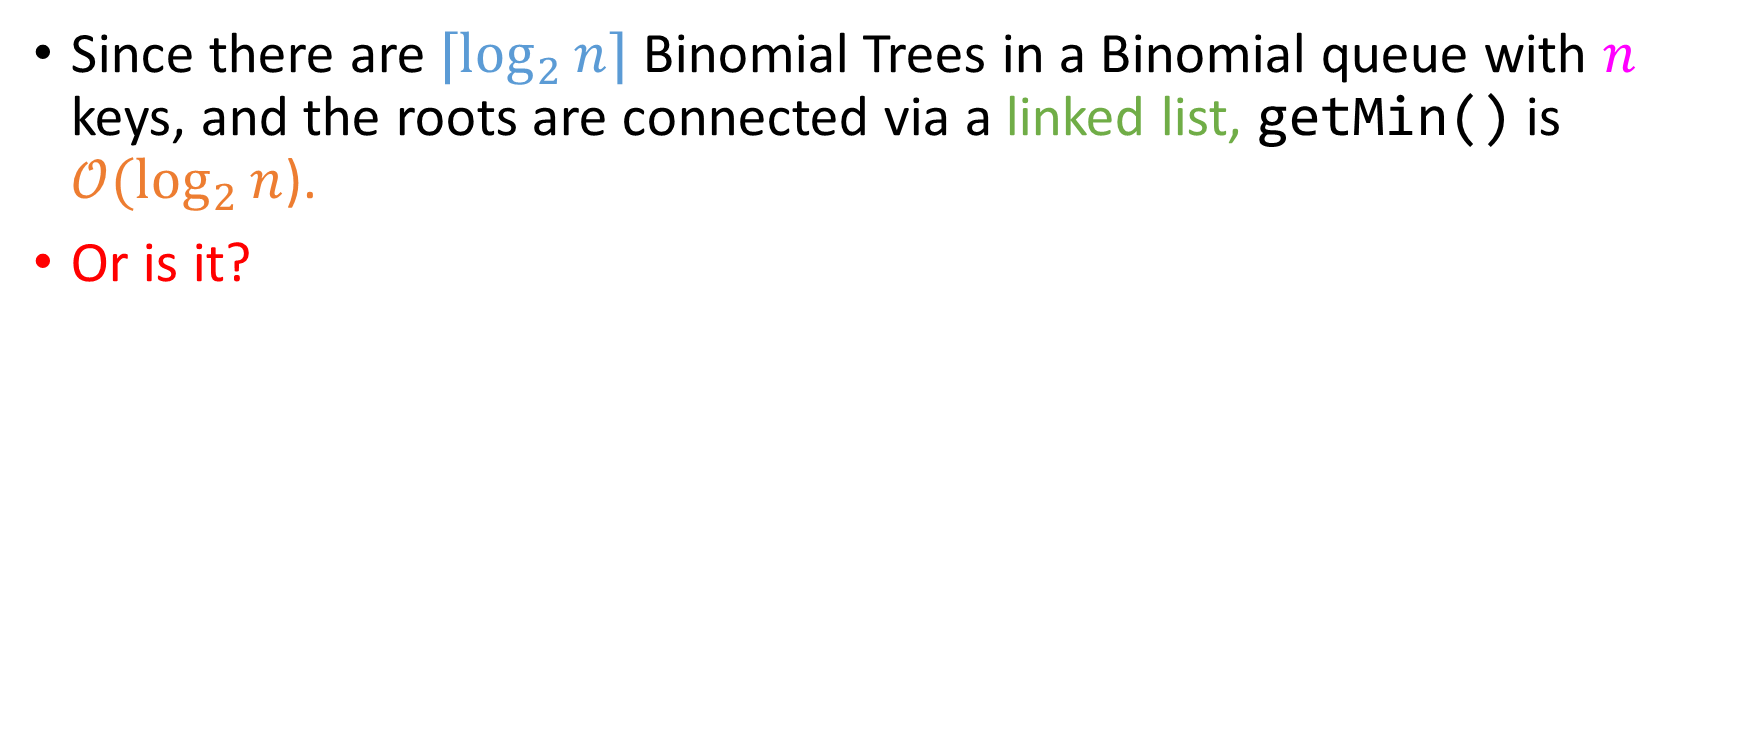 • Since there are ⌈log₂ n⌉ Binomial Trees in a Binomial queue with n
keys, and the roots are connected via a linked list, getMin() is
𝒪(log₂ n).
• Or is it?